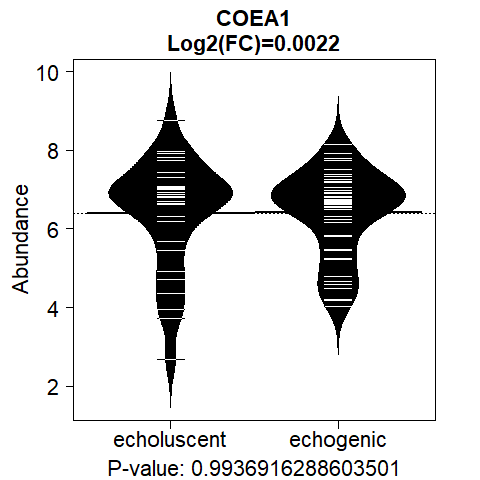 COEA1
Log2(FC)=0.0022
Abundance
10
8
6
4
2
echoluscent echogenic
P-value: 0.9936916288603501